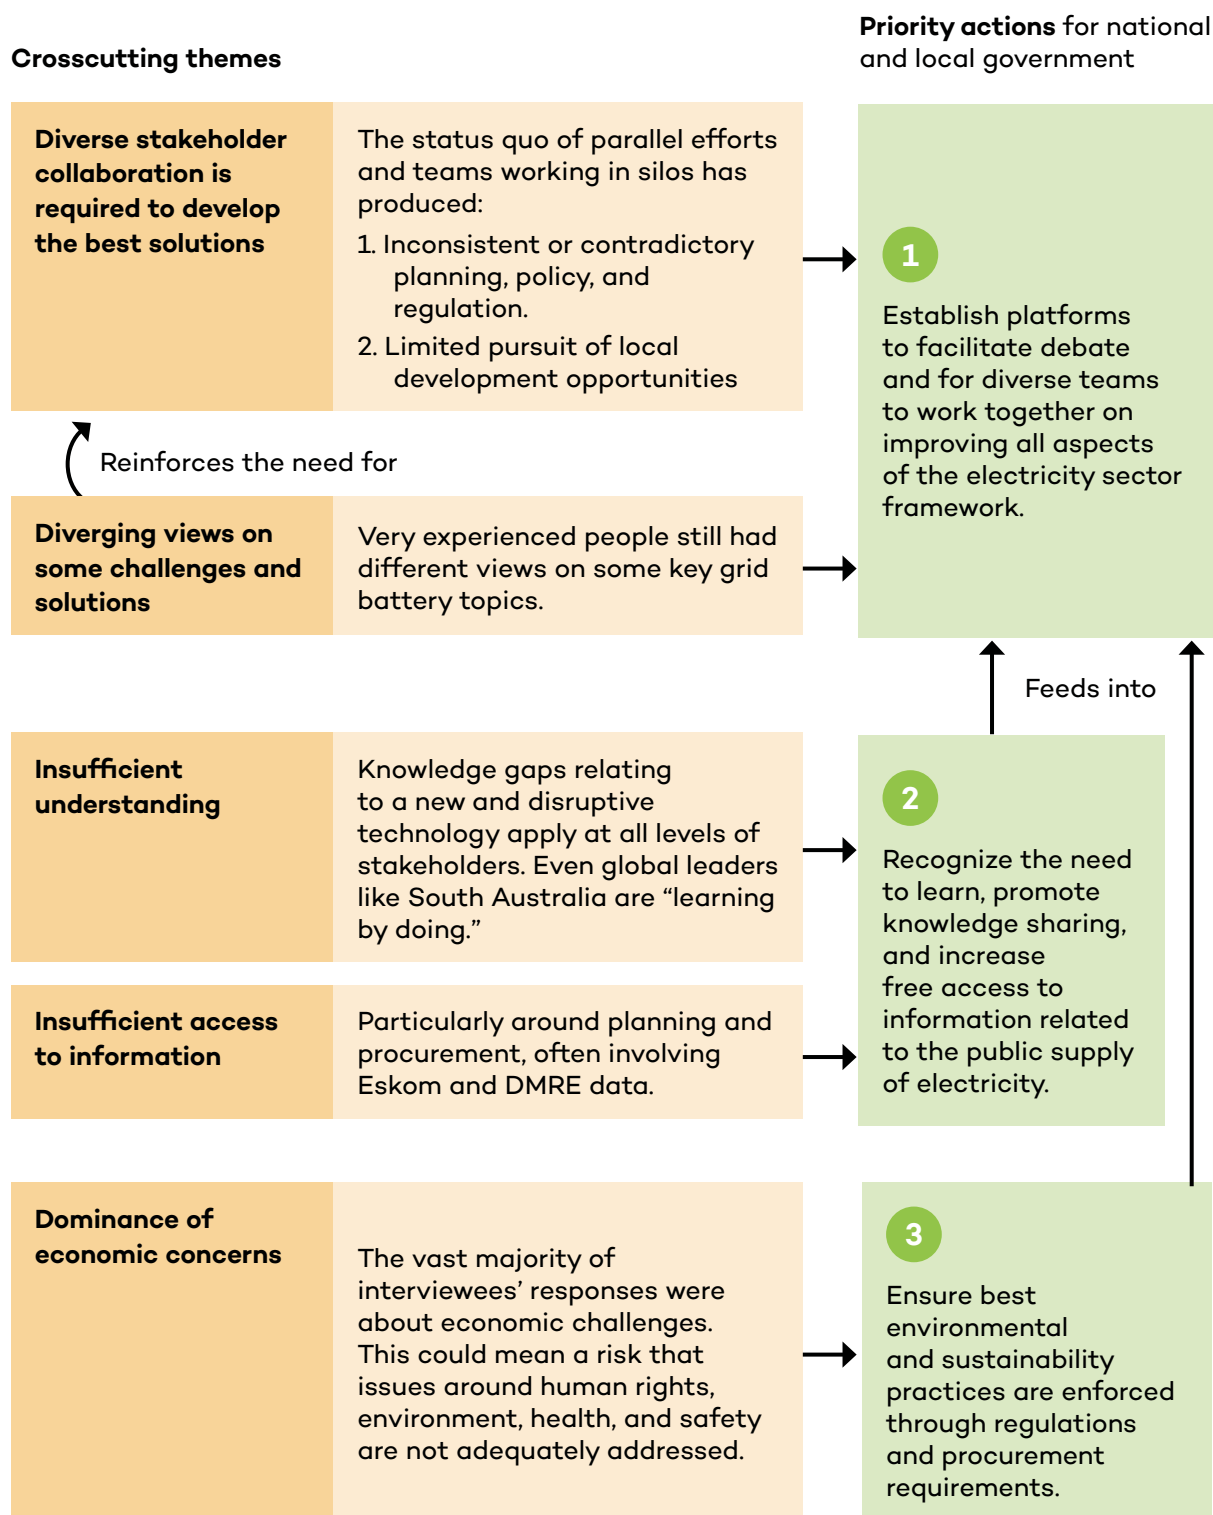 Crosscutting themes
Priority actions for national
and local government
Diverse stakeholder
collaboration is
required to develop
the best solutions
The status quo of parallel efforts
and teams working in silos has
produced:
1. Inconsistent or contradictory
planning, policy, and
regulation.
2. Limited pursuit of local
development opportunities
1
Establish platforms
to facilitate debate
and for diverse teams
to work together on
improving all aspects
of the electricity sector
framework.
Reinforces the need for
Diverging views on
some challenges and
solutions
Very experienced people still had
different views on some key grid
battery topics.
Feeds into
Insufficient
understanding
Knowledge gaps relating
to a new and disruptive
technology apply at all levels of
stakeholders. Even global leaders
like South Australia are “learning
by doing.”
2
Recognize the need
to learn, promote
knowledge sharing,
and increase
free access to
information related
to the public supply
of electricity.
Insufficient access
to information
Particularly around planning and
procurement, often involving
Eskom and DMRE data.
Dominance of
economic concerns
The vast majority of
interviewees’ responses were
about economic challenges.
This could mean a risk that
issues around human rights,
environment, health, and safety
are not adequately addressed.
3
Ensure best
environmental
and sustainability
practices are enforced
through regulations
and procurement
requirements.